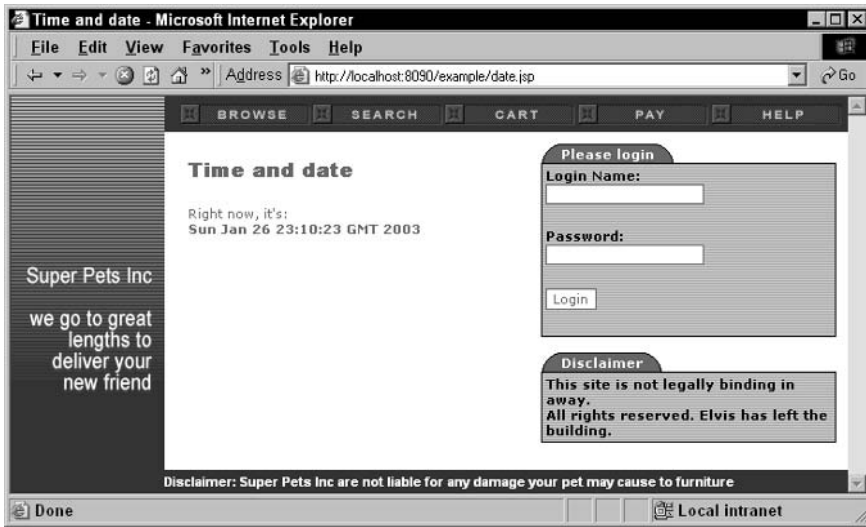 Time and date - Microsoft Internet Explorer
File Edit View Favorites Tools Help
» Address http://localhost:8090/example/date.jsp Go
BROWSE SEARCH CART PAY HELP
Time and date
Right now, it's:
Sun Jan 26 23:10:23 GMT 2003
Super Pets Inc
we go to great
lengths to
deliver your
new friend
Please login
Login Name:
Password:
Login
Disclaimer
This site is not legally binding in
away.
All rights reserved. Elvis has left the
building.
Disclaimer: Super Pets Inc are not liable for any damage your pet may cause to furniture
Done Local intranet